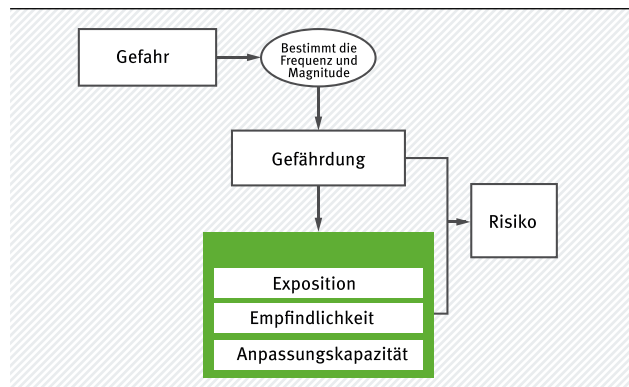 Gefahr
Bestimmt die
Frequenz und
Magnitude
Gefährdung
Risiko
Exposition
Empfindlichkeit
Anpassungskapazität